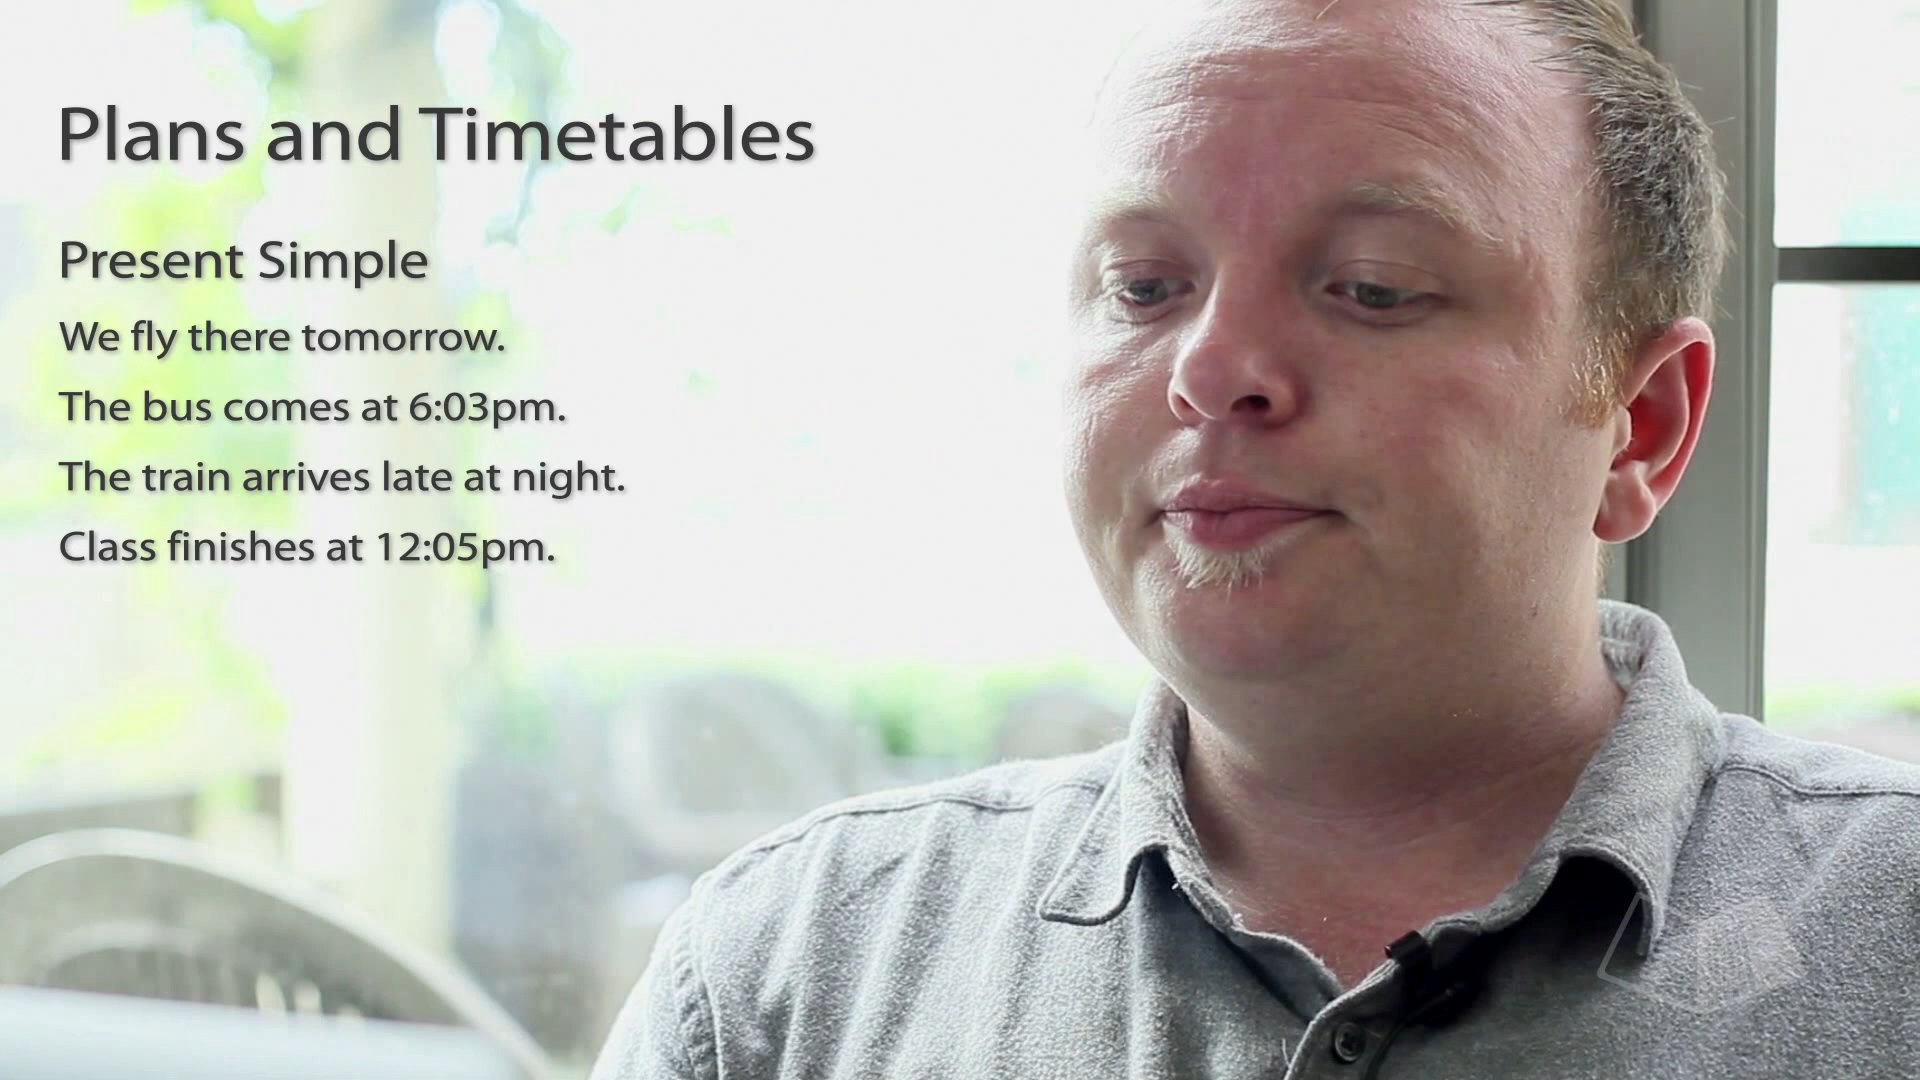 Plans and Timetables
Present Simple
We fly there tomorrow.
The bus comes at 6:03pm.
The train arrives late at night.
Class finishes at 12:05pm.